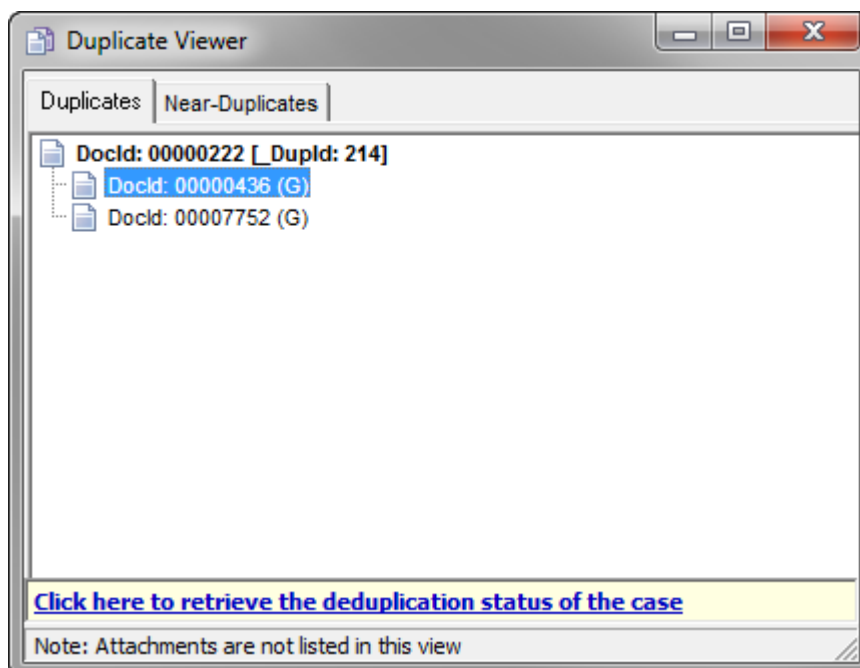 Duplicate Viewer
Duplicates Near-Duplicates
DocId: 00000222 [_DupId: 214]
DocId: 00000436 (G)
DocId: 00007752 (G)
Click here to retrieve the deduplication status of the case
Note: Attachments are not listed in this view